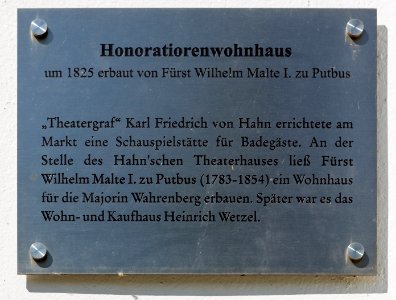 Honoratiorenwohnhaus
um 1825 erbaut von Fürst Wilhelm Malte I. zu Putbus
„Theatergraf“ Karl Friedrich von Hahn errichtete am
Markt eine Schauspielstätte für Badegäste. An der
Stelle des Hahn'schen Theaterhauses ließ Fürst
Wilhelm Malte I. zu Putbus (1783-1854) ein Wohnhaus
für die Majorin Wahrenberg erbauen. Später war es das
Wohn- und Kaufhaus Heinrich Wetzel.